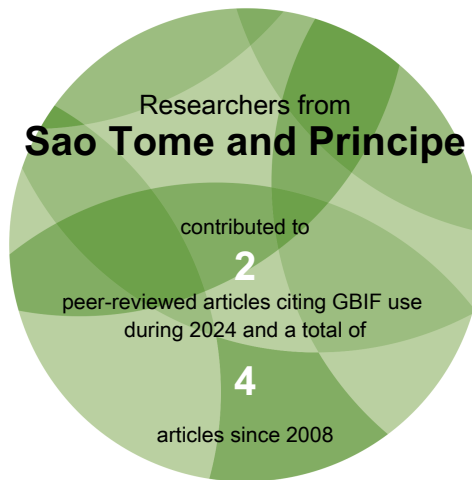 Researchers from
Sao Tome and Principe
contributed to
2
peer-reviewed articles citing GBIF use
during 2024 and a total of
4
articles since 2008